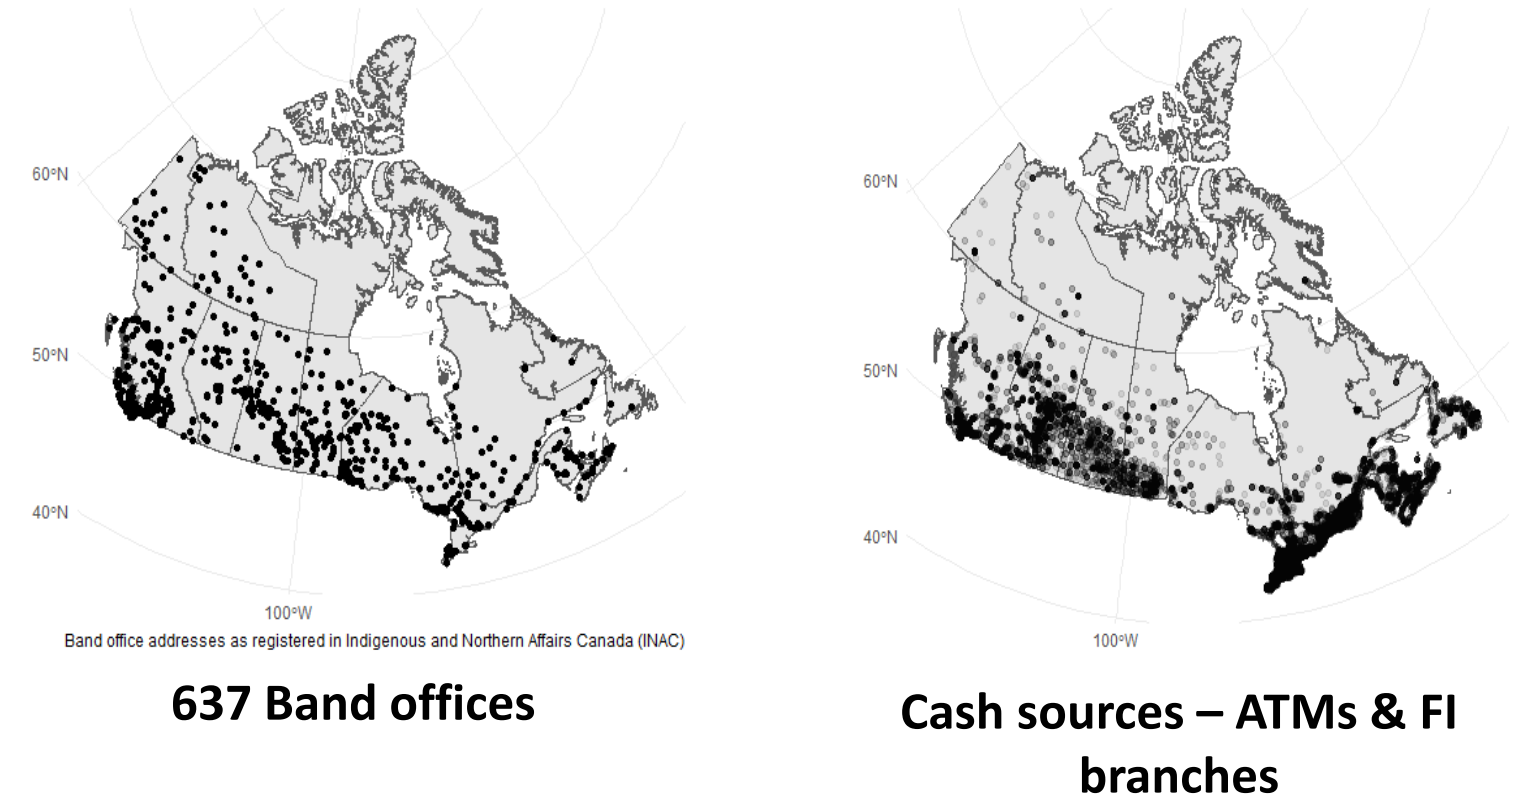 60°N
50°N
40°N
100°W
Band office addresses as registered in Indigenous and Northern Affairs Canada (INAC)
637 Band offices
60°N
50°N
40°N
100°W
Cash sources – ATMs & FI
branches